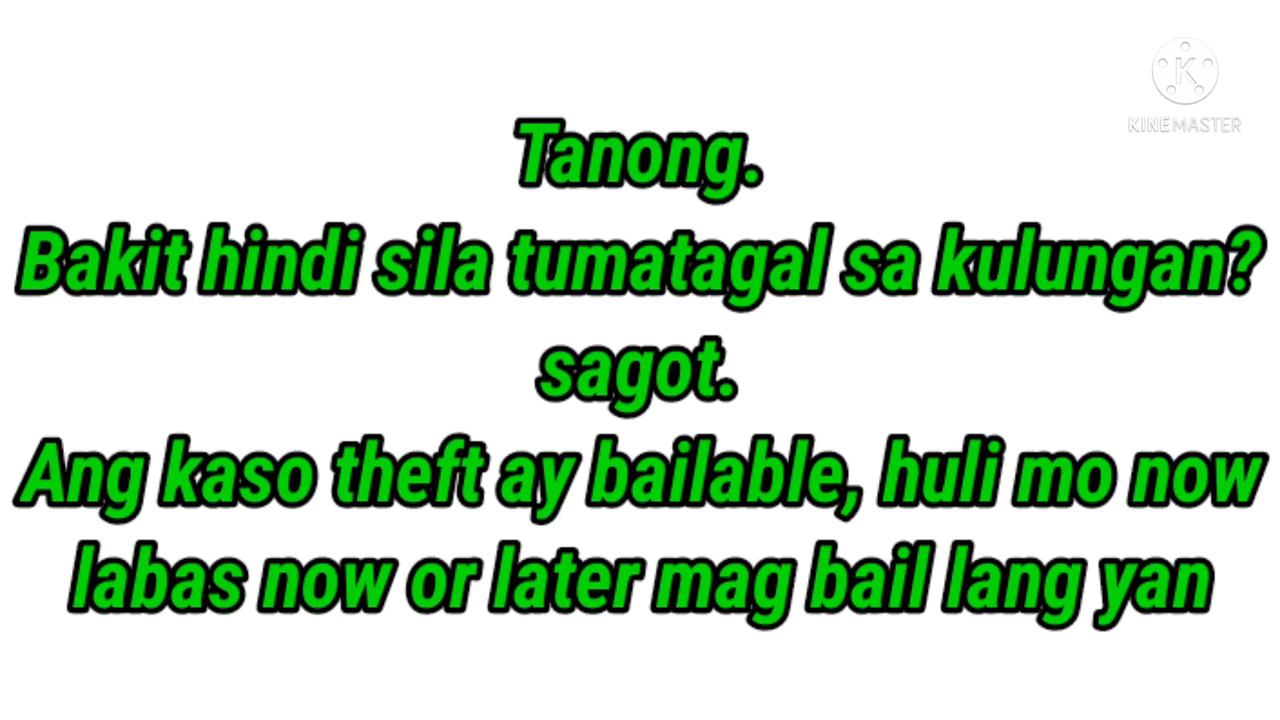 KINEMASTER
Tanong.
Bakit hindi sila tumatagal sa kulungan?
sagot.
Ang kaso theft ay bailable, huli mo now
labas now or later mag bail lang yan